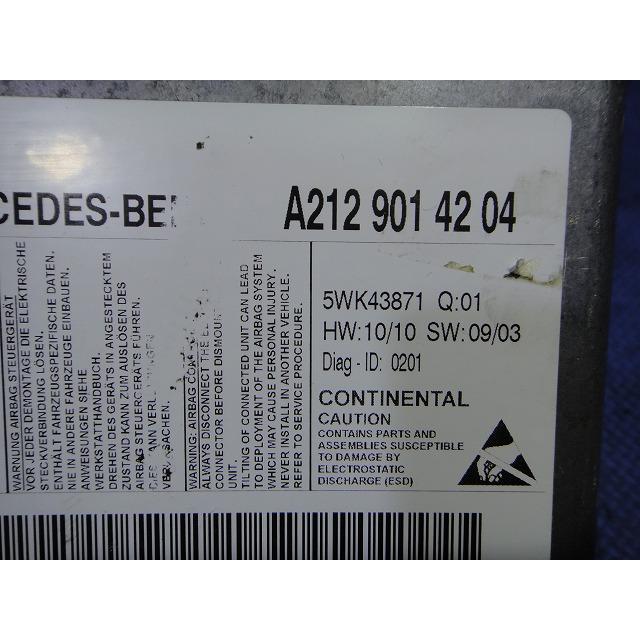 CEDES-BE
A212 901 42 04
WARNUNG AIRBAG STEUERGERÄT
VOR JEDER DEMONTAGE DIE ELEKTRISCHE
STECKVERBINDUNG LÖSEN.
ENTHÄLT FAHRZEUGSPEZIFISCHE DATEN.
NIE IN ANDERE FAHRZEUGE EINBAUEN.
ANWEISUNGEN SIEHE
WERKSTATTHANDBUCH.
DREHEN DES GERÄTS IN ANGESTECKTEM
ZUSTAND KANN ZUM AUSLÖSEN DES
AIRBAG STEUERGERÄTS FÜHREN.
WARNING: AIRBAG
ALWAYS DISCONNECT THE
CONNECTOR BEFORE DISMOUN
UNIT.
TILTING OF CONNECTED UNIT CAN LEAD
TO DEPLOYMENT OF THE AIRBAG SYSTEM
WHICH MAY CAUSE PERSONAL INJURY.
NEVER INSTALL IN ANOTHER VEHICLE.
REFER TO SERVICE PROCEDURE.
5WK43871 Q:01
HW:10/10 SW:09/03
Diag - ID: 0201
CONTINENTAL
CAUTION
CONTAINS PARTS AND
ASSEMBLIES SUSCEPTIBLE
TO DAMAGE BY
ELECTROSTATIC
DISCHARGE (ESD)